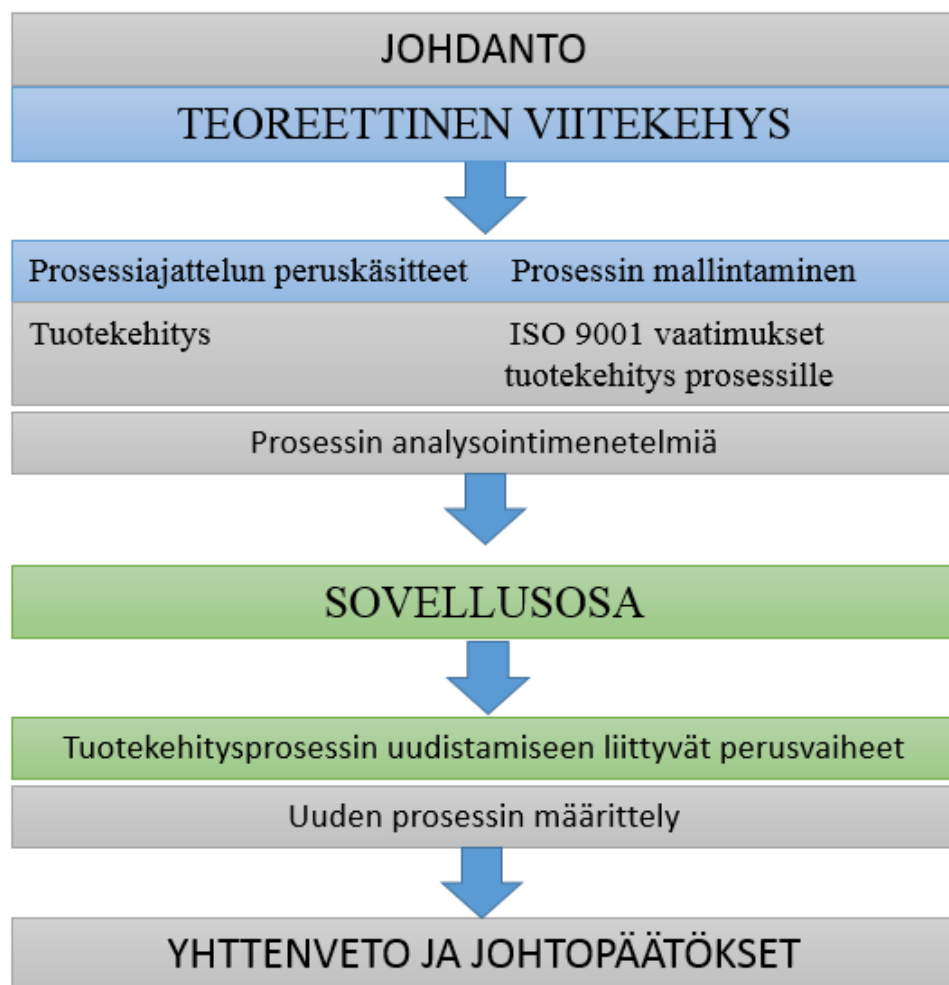 JOHDANTO
TEOREETTINEN VIITEKEHYS
Prosessiajattelun peruskäsitteet Prosessin mallintaminen
Tuotekehitys ISO 9001 vaatimukset
tuotekehitys prosessille
Prosessin analysointimenetelmiä
SOVELLUSOSA
Tuotekehitysprosessin uudistamiseen liittyvät perusvaiheet
Uuden prosessin määrittely
YHTTENVETO JA JOHTOPÄÄTÖKSET